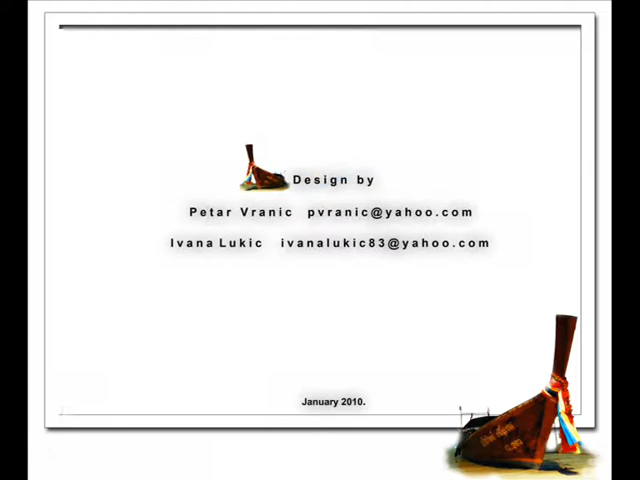 Design by
Petar Vranic pvranic@yahoo.com
Ivana Lukic ivanalukic83@yahoo.com
January 2010.